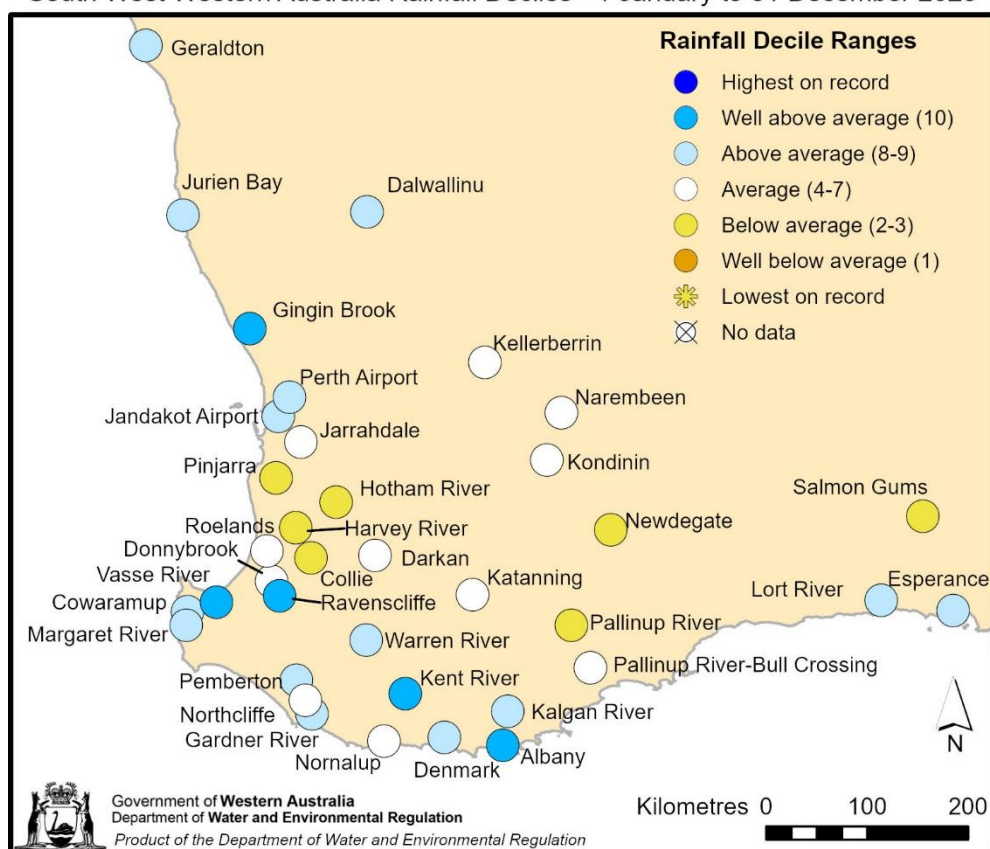 Geraldton
Jurien Bay
Dalwallinu
Gingin Brook
Kellerberrin
Perth Airport
Narembeen
Jandakot Airport
Jarrahdale
Kondinin
Pinjarra
Hotham River
Salmon Gums
Roelands
Harvey River
Newdegate
Donnybrook
Darkan
Vasse River
Collie
Katanning
Lort River
Esperance
Cowaramup
Ravenscliffe
Margaret River
Warren River
Pallinup River
Pallinup River-Bull Crossing
Pemberton
Kent River
Northcliffe
Kalgan River
Gardner River
Nornalup
Denmark
Albany
Rainfall Decile Ranges
Highest on record
Well above average (10)
Above average (8-9)
Average (4-7)
Below average (2-3)
Well below average (1)
Lowest on record
No data
N
Government of Western Australia
Department of Water and Environmental Regulation
Product of the Department of Water and Environmental Regulation
Kilometres 0 100 200